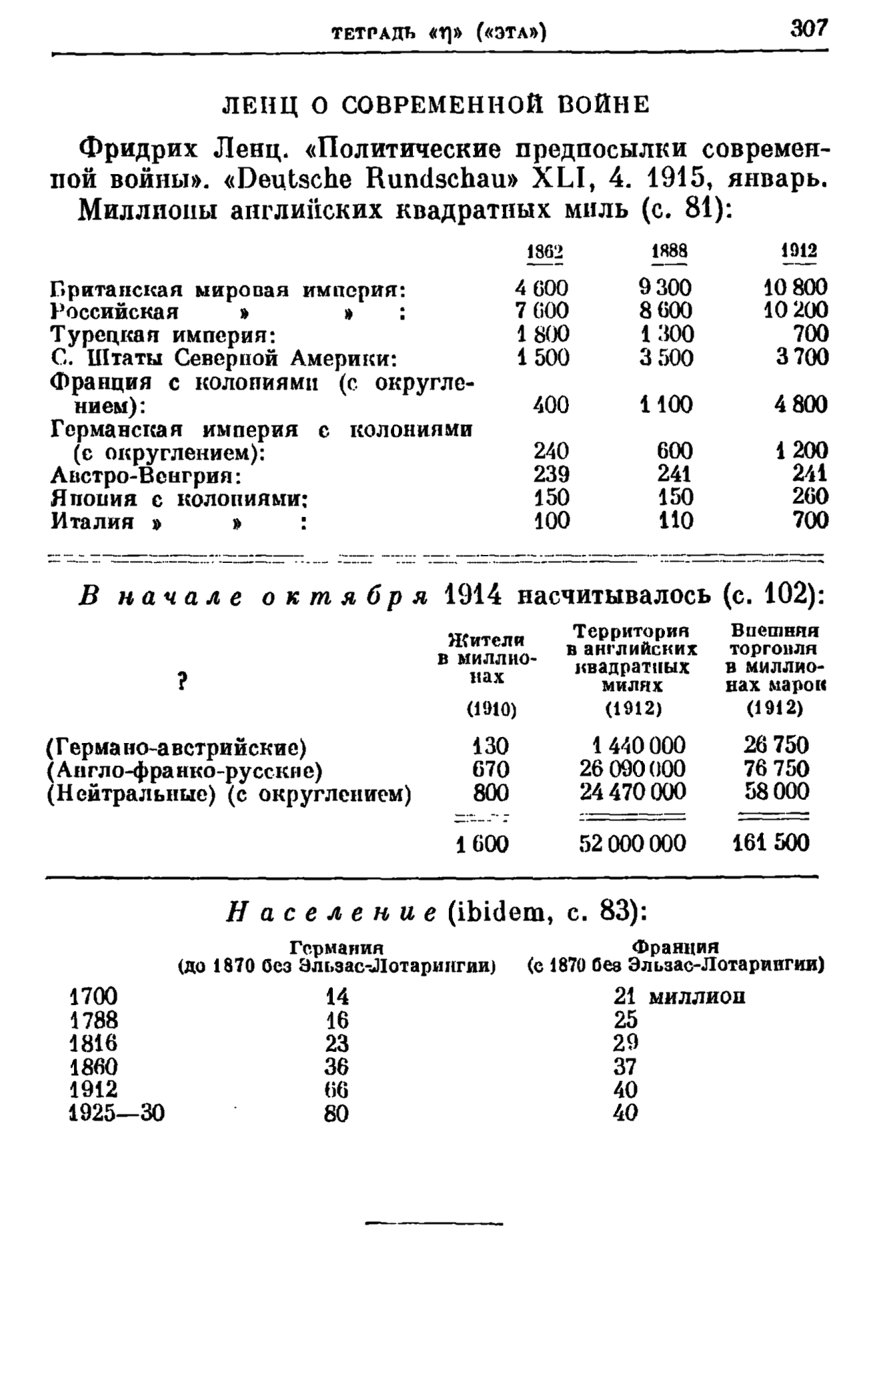 ТЕТРАДЬ «η» («ЭТА») 307
ЛЕНЦ О СОВРЕМЕННОЙ ВОЙНЕ
Фридрих Ленц. «Политические предпосылки современ-
ной войны». «Deutsche Rundschau» XLI, 4. 1915, январь.
Миллионы английских квадратных миль (с. 81):
1862 1888 1912
Британская мировая империя: 4 600 9 300 10 800
Российская » » : 7 600 8 600 10 200
Турецкая империя: 1 800 1 300 700
С. Штаты Северной Америки: 1 500 3 500 3 700
Франция с колониями (с округле-
нием): 400 1 100 4 800
Германская империя с колониями
(с округлением): 240 600 1 200
Австро-Венгрия: 239 241 241
Япония с колониями: 150 150 260
Италия » » : 100 110 700
В начале октября 1914 насчитывалось (с. 102):
Жители Территория Внешняя
в миллио- в английских торговля
нах квадратных в миллио-
? милях нах марок
(1910) (1912) (1912)
(Германо-австрийские) 130 1 440 000 26 750
(Англо-франко-русские) 670 26 090 000 76 750
(Нейтральные) (с округлением) 800 24 470 000 58 000
1 600 52 000 000 161 500
Население (ibidem, с. 83):
Германия Франция
(до 1870 без Эльзас-Лотарингии) (с 1870 без Эльзас-Лотарингии)
1700 14 21 миллион
1788 16 25
1816 23 29
1860 36 37
1912 66 40
1925—30 80 40